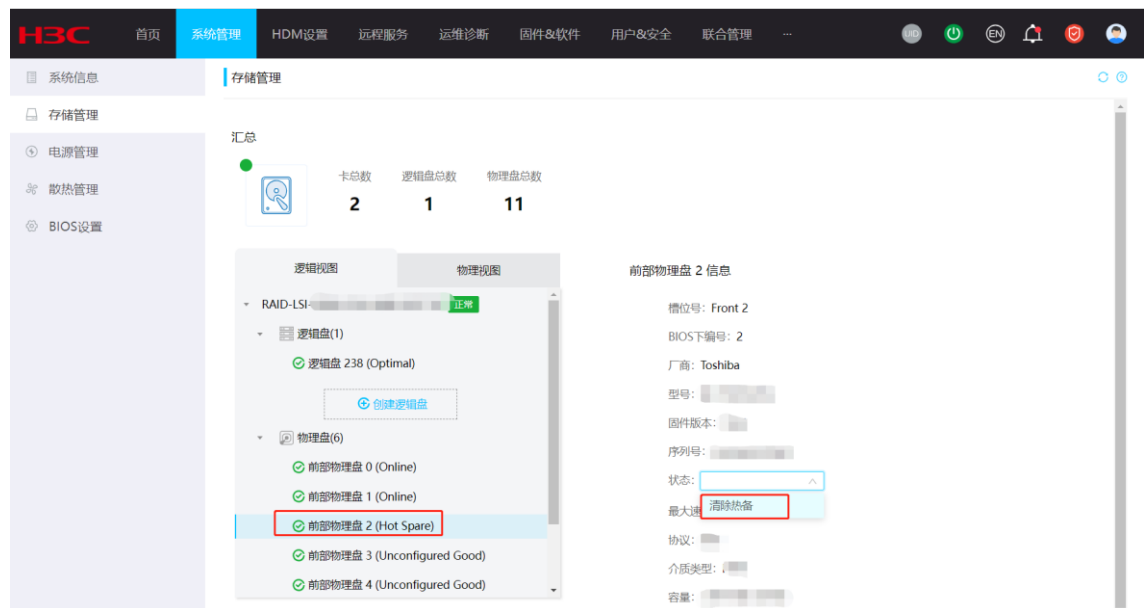 H3C 首页 系统管理 HDM设置 远程服务 运维诊断 固件&软件 用户&安全 联合管理 ... UID EN
系统信息
存储管理
电源管理
散热管理
BIOS设置
存储管理
汇总
卡总数 逻辑盘总数 物理盘总数
2 1 11
逻辑视图 物理视图
RAID-LSI- 正常
逻辑盘(1)
逻辑盘 238 (Optimal)
创建逻辑盘
物理盘(6)
前部物理盘 0 (Online)
前部物理盘 1 (Online)
前部物理盘 2 (Hot Spare)
前部物理盘 3 (Unconfigured Good)
前部物理盘 4 (Unconfigured Good)
前部物理盘 2 信息
槽位号: Front 2
BIOS下编号: 2
厂商: Toshiba
型号:
固件版本:
序列号:
状态:
清除热备
最大速
协议:
介质类型:
容量: